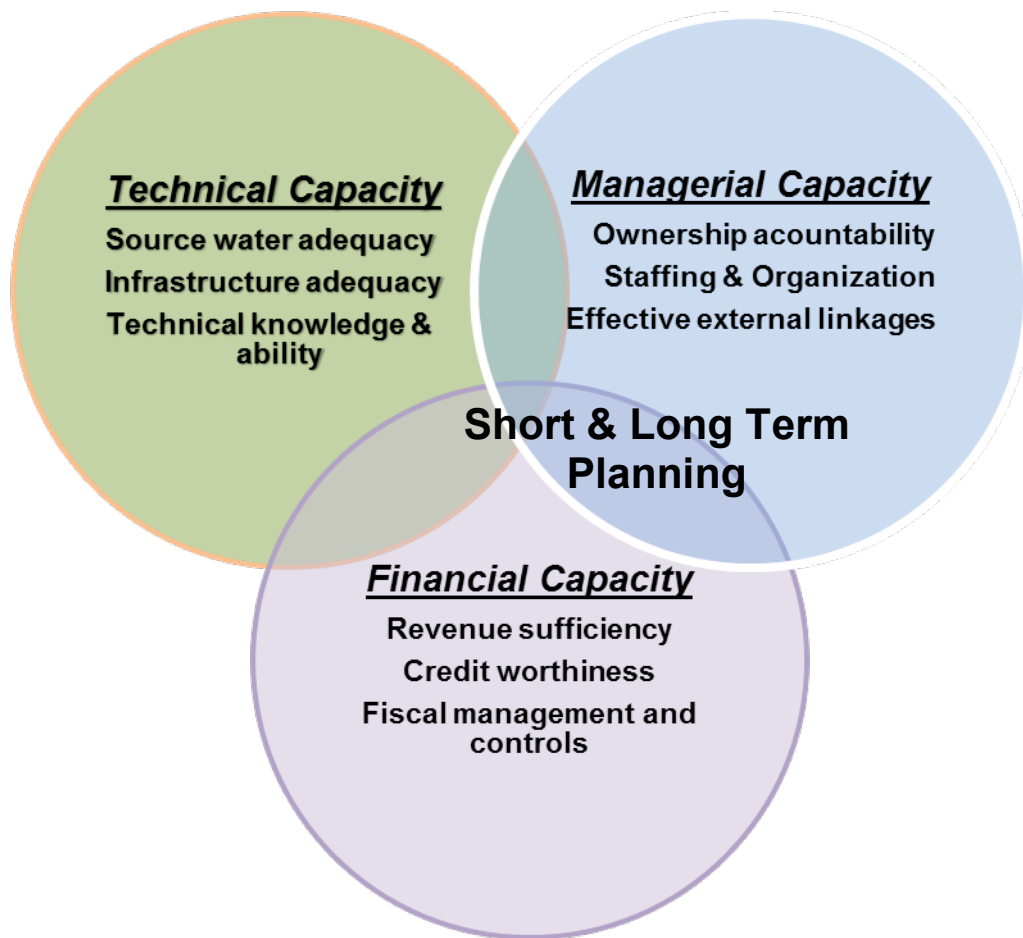 Technical Capacity
Source water adequacy
Infrastructure adequacy
Technical knowledge &
ability
Managerial Capacity
Ownership acountability
Staffing & Organization
Effective external linkages
Short & Long Term
Planning
Financial Capacity
Revenue sufficiency
Credit worthiness
Fiscal management and
controls